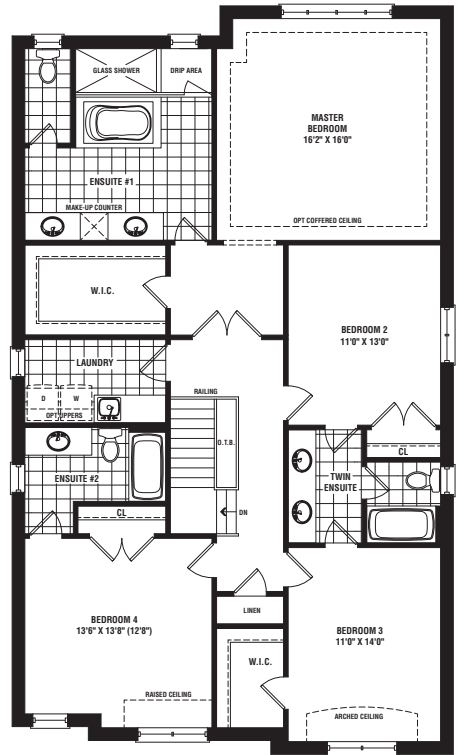 GLASS SHOWER
DRIP AREA
MASTER
BEDROOM
16'2" X 16'0"
ENSUITE #1
MAKE-UP COUNTER
OPT COFFERED CEILING
W.I.C.
BEDROOM 2
11'0" X 13'0"
LAUNDRY
D
W
OPT UPPERS
RAILING
O.T.B.
CL
ENSUITE #2
TWIN
ENSUITE
CL
DN
LINEN
BEDROOM 4
13'6" X 13'8" (12'8")
BEDROOM 3
11'0" X 14'0"
W.I.C.
RAISED CEILING
ARCHED CEILING